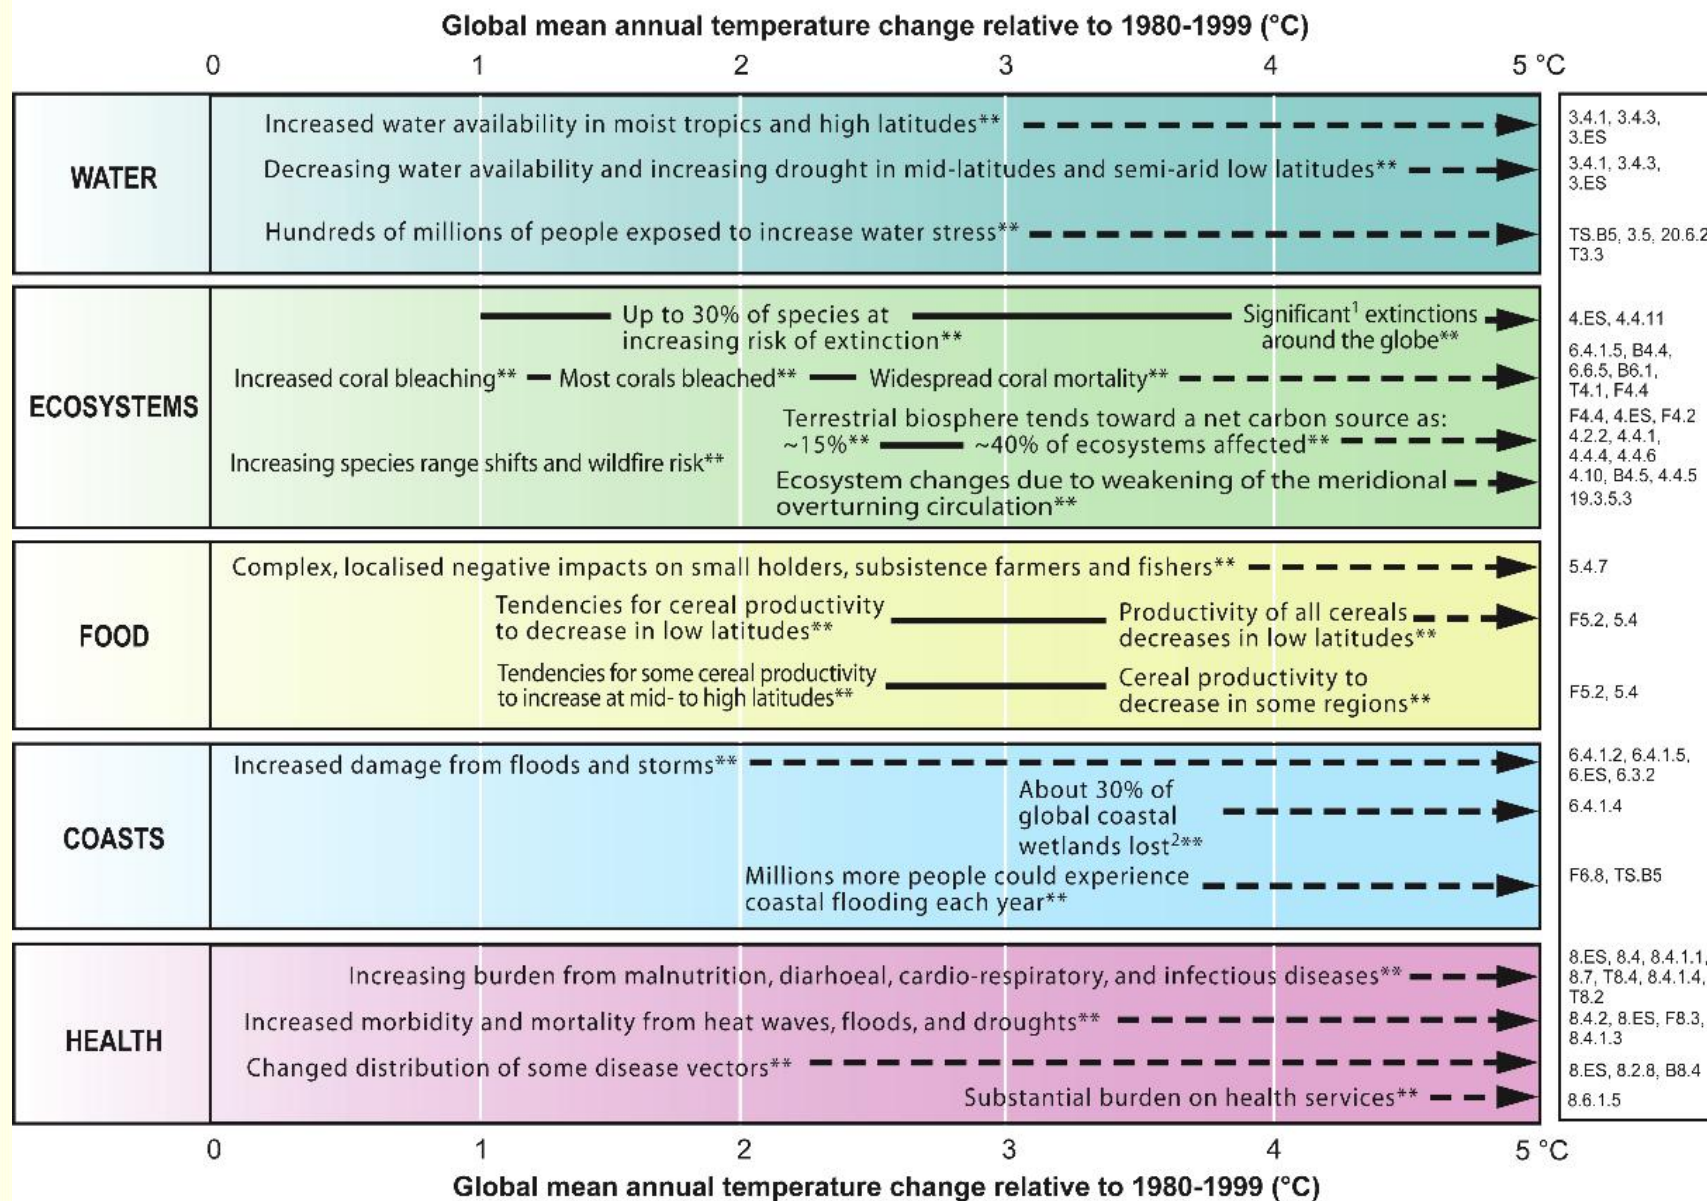 Global mean annual temperature change relative to 1980-1999 (°C)
0 1 2 3 4 5 °C
WATER
Increased water availability in moist tropics and high latitudes**
3.4.1, 3.4.3,
3.ES
Decreasing water availability and increasing drought in mid-latitudes and semi-arid low latitudes**
3.4.1, 3.4.3,
3.ES
Hundreds of millions of people exposed to increase water stress**
TS.B5, 3.5, 20.6.2
T3.3
ECOSYSTEMS
Up to 30% of species at
increasing risk of extinction**
Significant¹ extinctions
around the globe**
4.ES, 4.4.11
Increased coral bleaching** Most corals bleached** Widespread coral mortality**
6.4.1.5, B4.4,
6.6.5, B6.1,
T4.1, F4.4
Terrestrial biosphere tends toward a net carbon source as:
~15%** ~40% of ecosystems affected**
F4.4, 4.ES, F4.2
4.2.2, 4.4.1,
4.4.4, 4.4.6
Increasing species range shifts and wildfire risk**
4.10, B4.5, 4.4.5
Ecosystem changes due to weakening of the meridional
overturning circulation**
19.3.5.3
FOOD
Complex, localised negative impacts on small holders, subsistence farmers and fishers**
5.4.7
Tendencies for cereal productivity
to decrease in low latitudes**
Productivity of all cereals
decreases in low latitudes**
F5.2, 5.4
Tendencies for some cereal productivity
to increase at mid- to high latitudes**
Cereal productivity to
decrease in some regions**
F5.2, 5.4
COASTS
Increased damage from floods and storms**
6.4.1.2, 6.4.1.5,
6.ES, 6.3.2
About 30% of
global coastal
wetlands lost²**
6.4.1.4
Millions more people could experience
coastal flooding each year**
F6.8, TS.B5
HEALTH
Increasing burden from malnutrition, diarhoeal, cardio-respiratory, and infectious diseases**
8.ES, 8.4, 8.4.1.1,
8.7, T8.4, 8.4.1.4,
T8.2
Increased morbidity and mortality from heat waves, floods, and droughts**
8.4.2, 8.ES, F8.3,
8.4.1.3
Changed distribution of some disease vectors**
8.ES, 8.2.8, B8.4
Substantial burden on health services**
8.6.1.5
0 1 2 3 4 5 °C
Global mean annual temperature change relative to 1980-1999 (°C)